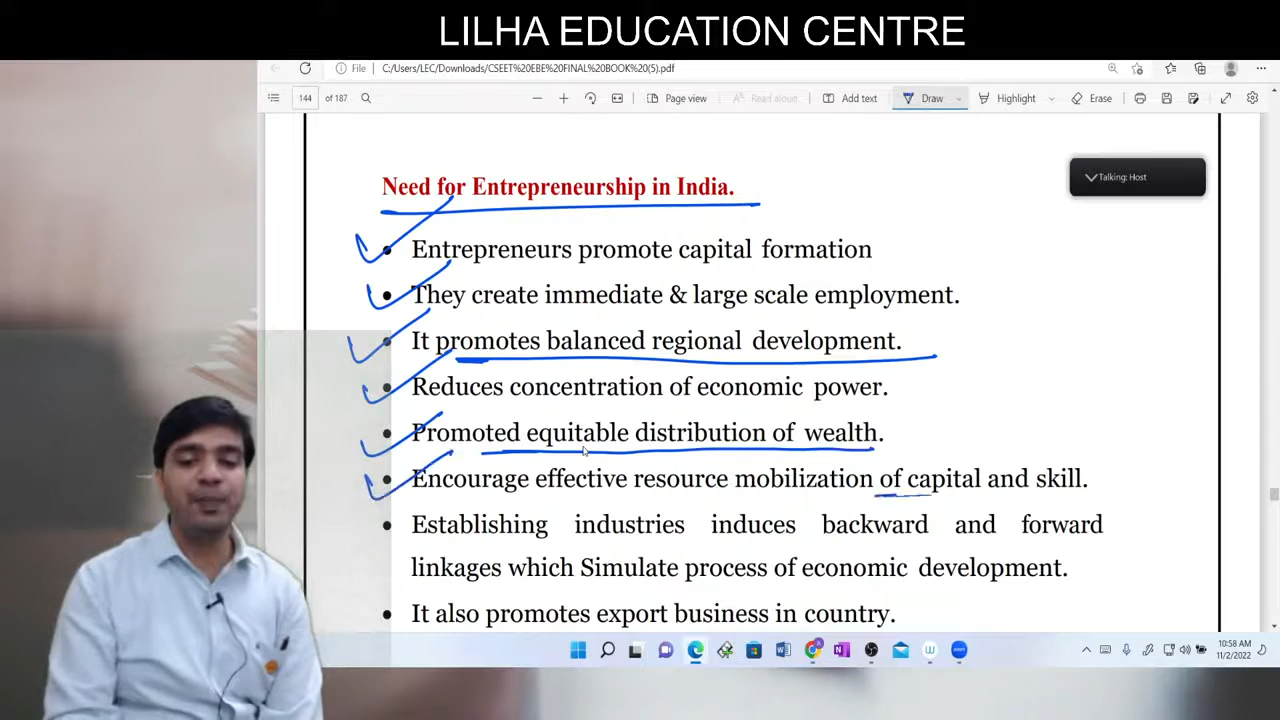 LILHA EDUCATION CENTRE
File C:/Users/LEC/Downloads/CSEET%20EBE%20FINAL%20BOOK%20(5).pdf
144 of 187 Page view Read aloud Add text Draw Highlight Erase
Talking: Host
Need for Entrepreneurship in India.
• Entrepreneurs promote capital formation
• They create immediate & large scale employment.
• It promotes balanced regional development.
• Reduces concentration of economic power.
• Promoted equitable distribution of wealth.
• Encourage effective resource mobilization of capital and skill.
• Establishing industries induces backward and forward
linkages which Simulate process of economic development.
• It also promotes export business in country.
10:58 AM
11/2/2022